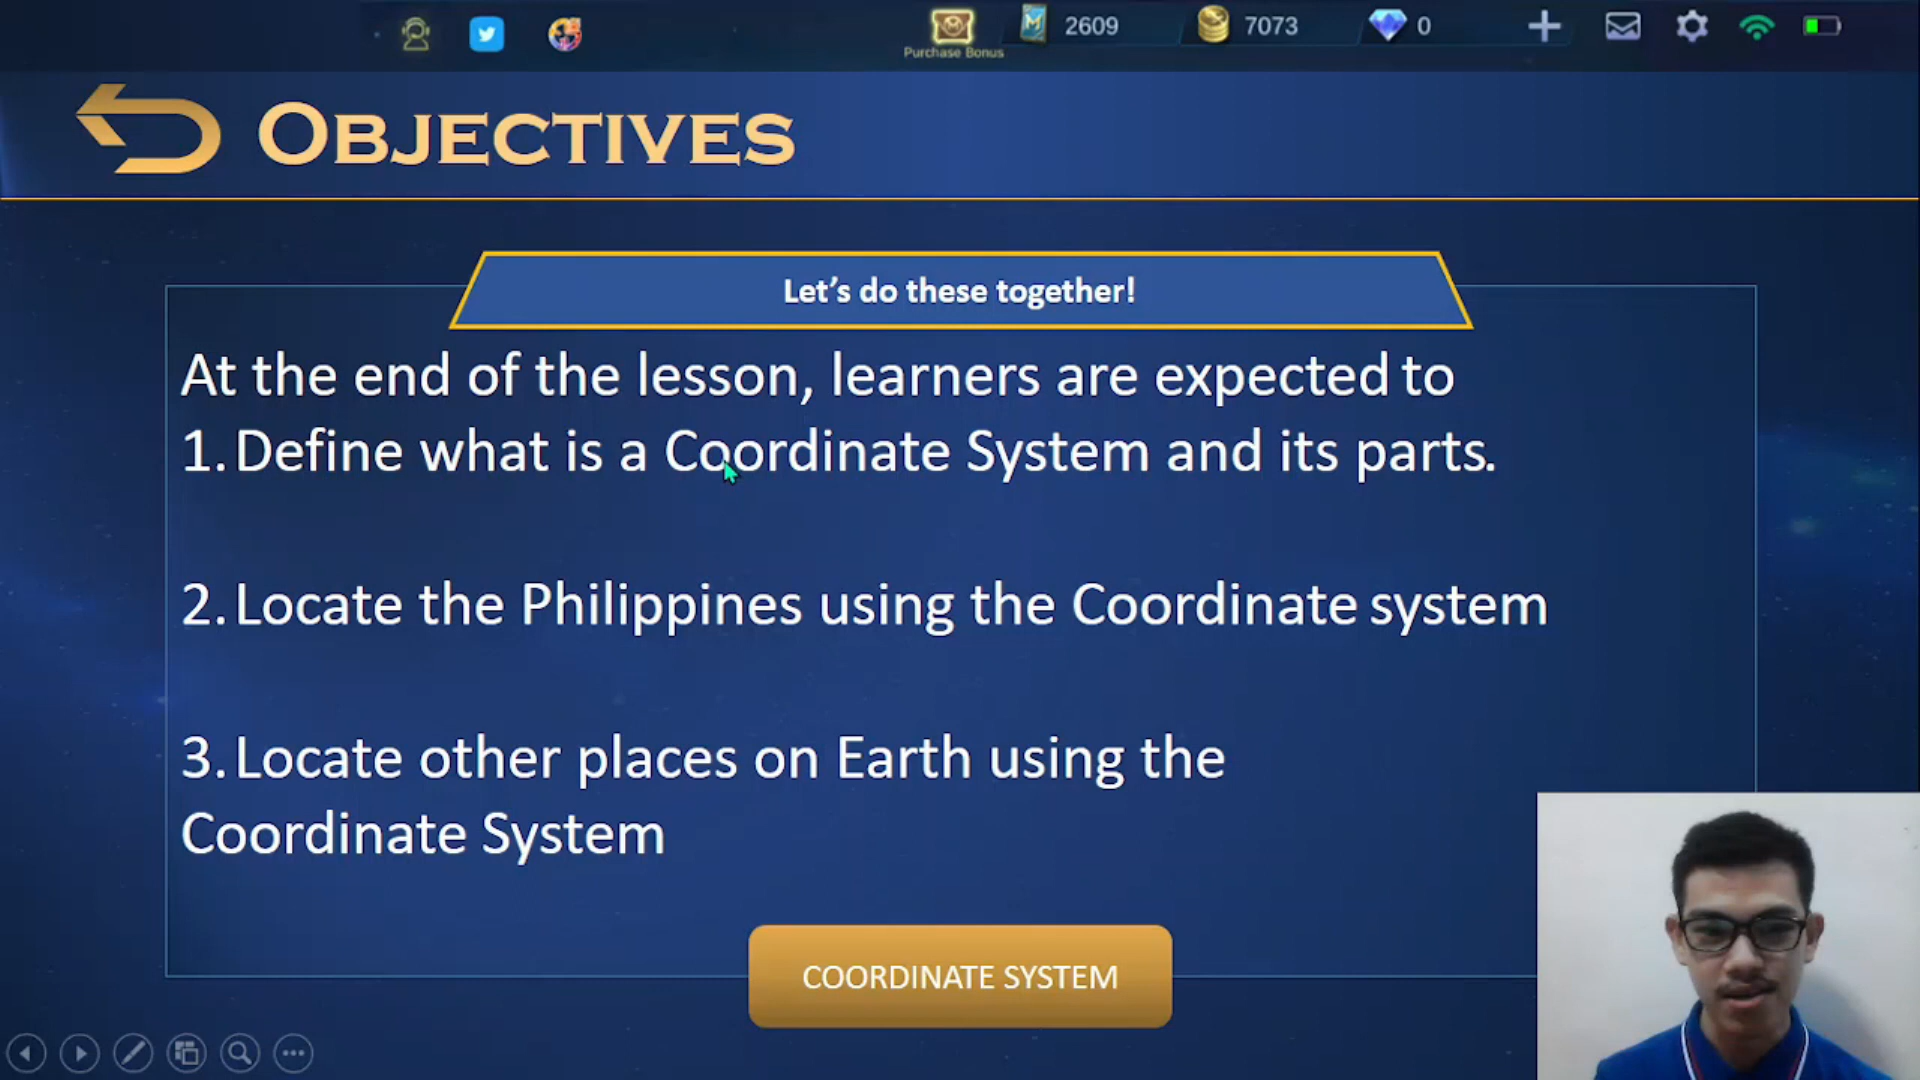 Purchase Bonus
2609
7073
0
OBJECTIVES
Let's do these together!
At the end of the lesson, learners are expected to
1. Define what is a Coordinate System and its parts.
2. Locate the Philippines using the Coordinate system
3. Locate other places on Earth using the
Coordinate System
COORDINATE SYSTEM